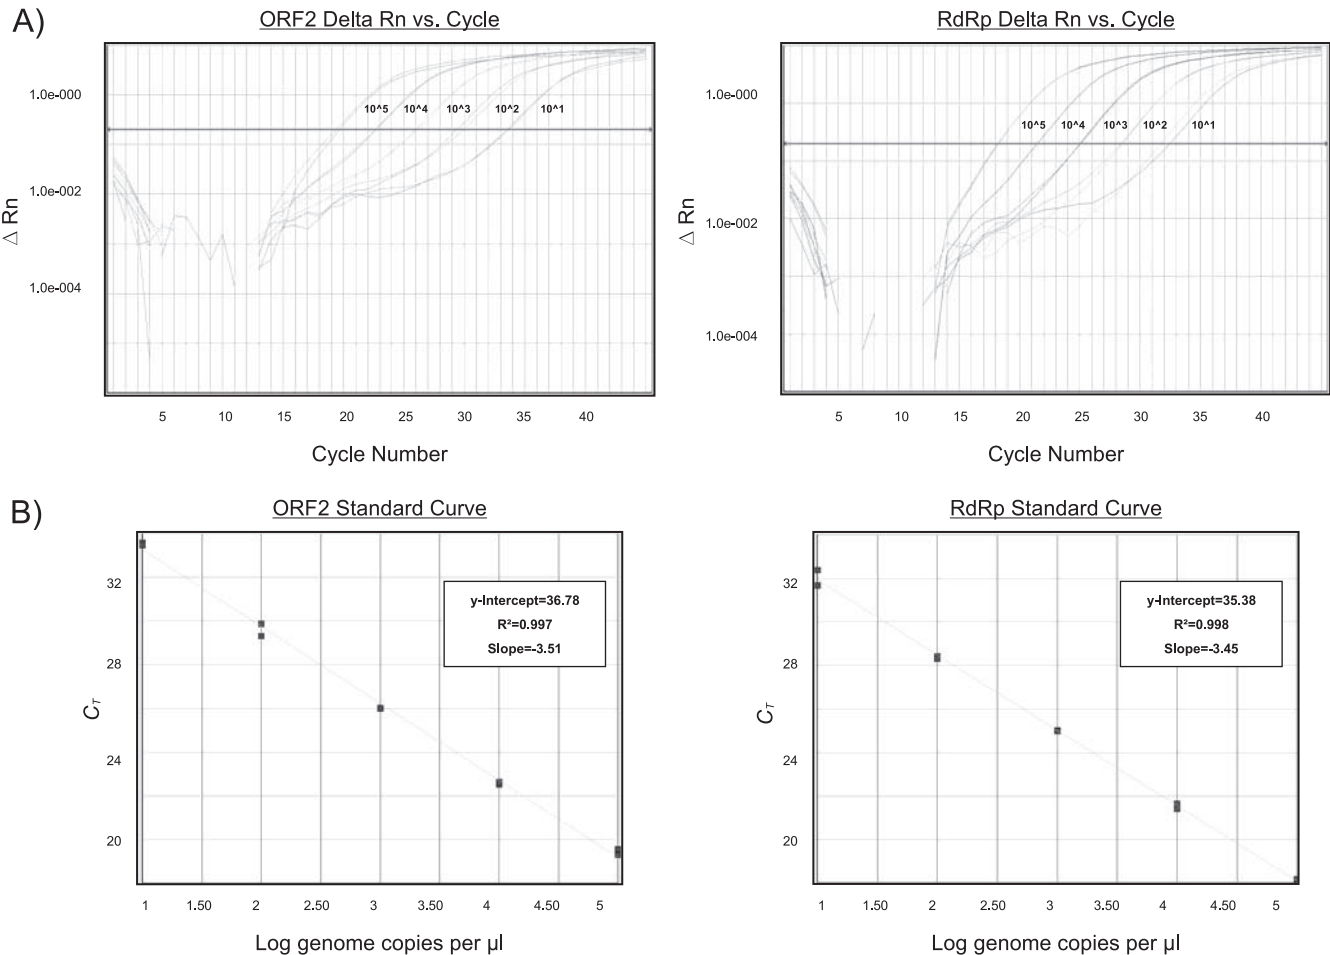 A)
ORF2 Delta Rn vs. Cycle
1.0e-000
1.0e-002
1.0e-004
△ Rn
10^5 10^4 10^3 10^2 10^1
5 10 15 20 25 30 35 40
Cycle Number
RdRp Delta Rn vs. Cycle
1.0e-000
1.0e-002
1.0e-004
△ Rn
10^5 10^4 10^3 10^2 10^1
5 10 15 20 25 30 35 40
Cycle Number
B)
ORF2 Standard Curve
32
28
24
20
CT
y-Intercept=36.78
R²=0.997
Slope=-3.51
1 1.50 2 2.50 3 3.50 4 4.50 5
Log genome copies per µl
RdRp Standard Curve
32
28
24
20
CT
y-Intercept=35.38
R²=0.998
Slope=-3.45
1 1.50 2 2.50 3 3.50 4 4.50 5
Log genome copies per µl